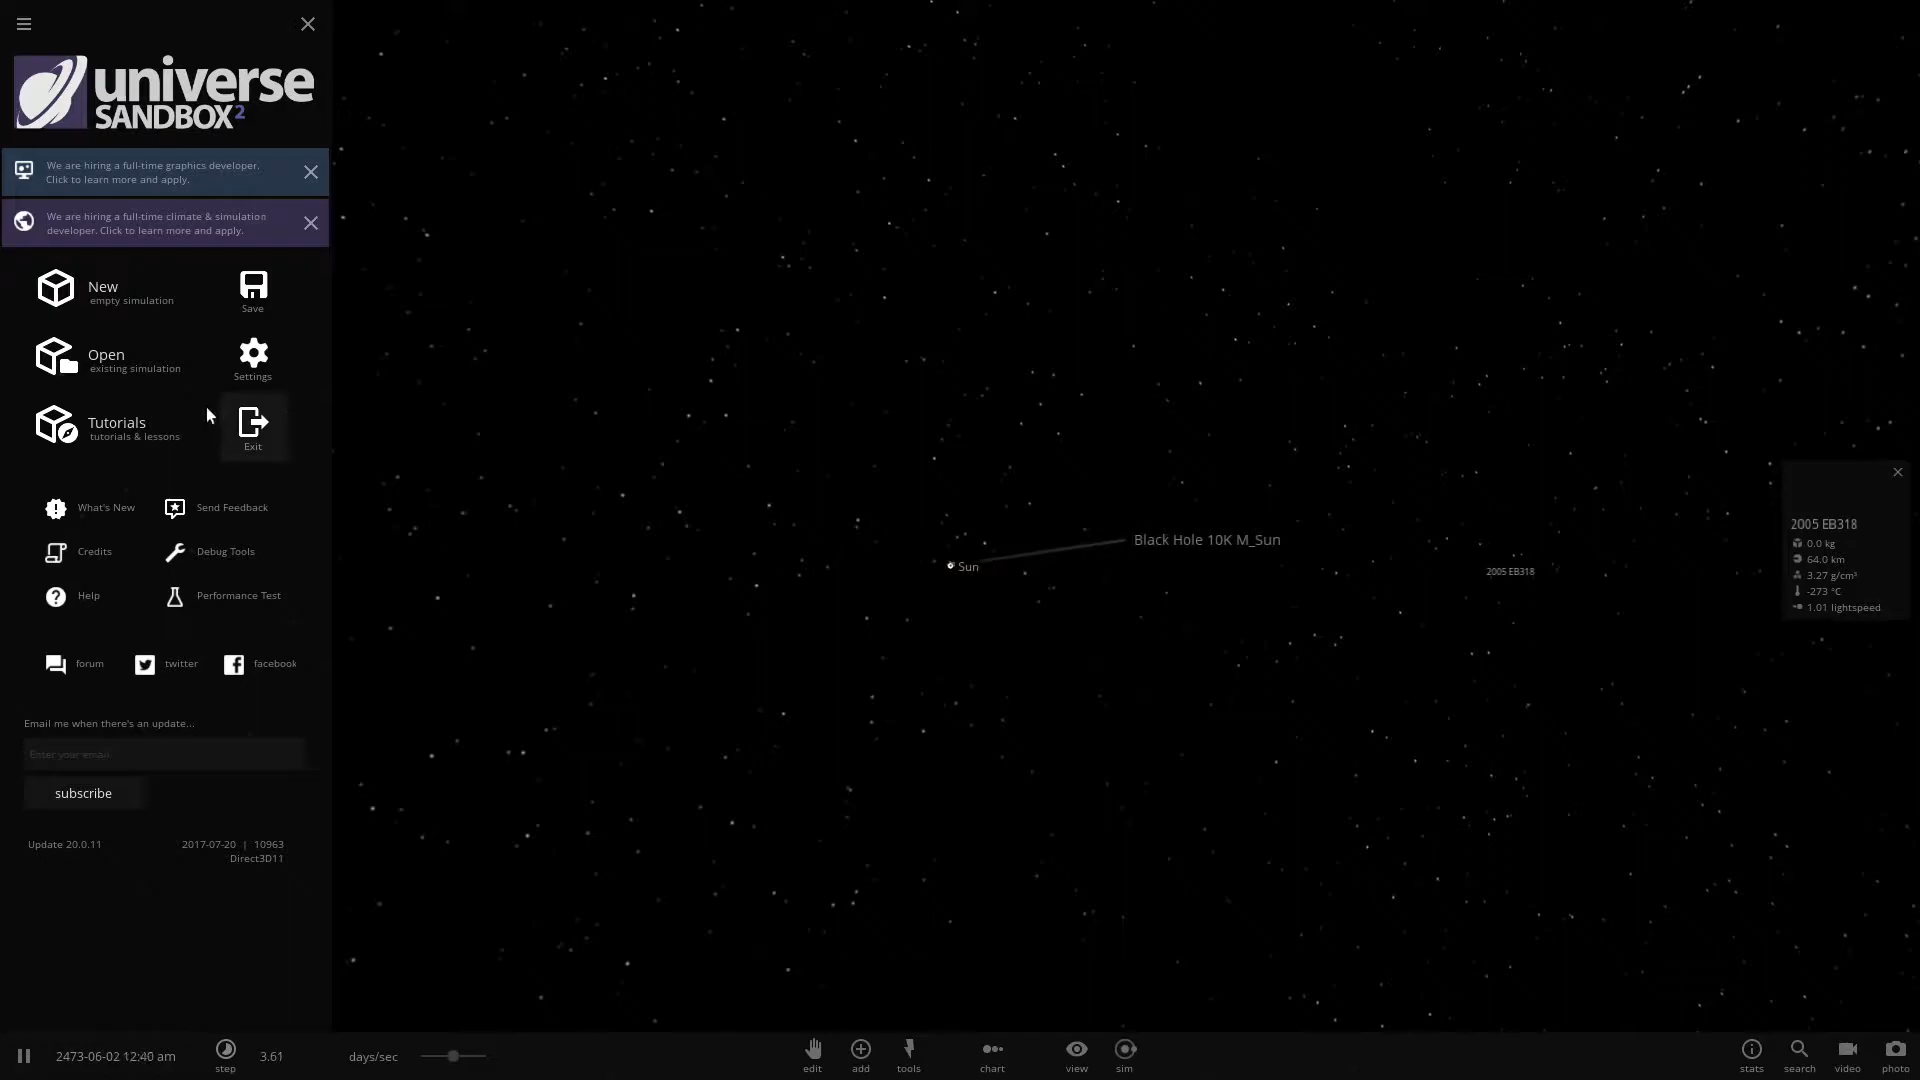 universe
SANDBOX²
We are hiring a full-time graphics developer.
Click to learn more and apply.
We are hiring a full-time climate & simulation
developer. Click to learn more and apply.
New
empty simulation
Save
Open
existing simulation
Settings
Tutorials
tutorials & lessons
Exit
What's New
Send Feedback
Credits
Debug Tools
Help
Performance Test
forum
twitter
facebook
Email me when there's an update...
Enter your email
subscribe
Update 20.0.11
2017-07-20 | 10963
Direct3D11
Black Hole 10K M_Sun
Sun
2005 EB318
2005 EB318
0.0 kg
64.0 km
3.27 g/cm³
-273 °C
1.01 lightspeed
2473-06-02 12:40 am
step
3.61
days/sec
edit
add
tools
chart
view
sim
stats
search
video
photo